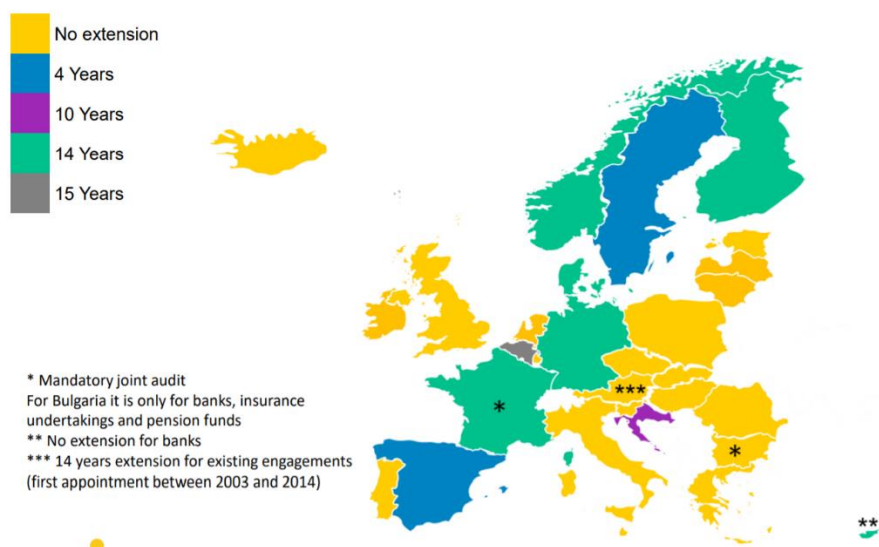 No extension
4 Years
10 Years
14 Years
15 Years
***
*
*
**
* Mandatory joint audit
For Bulgaria it is only for banks, insurance
undertakings and pension funds
** No extension for banks
*** 14 years extension for existing engagements
(first appointment between 2003 and 2014)